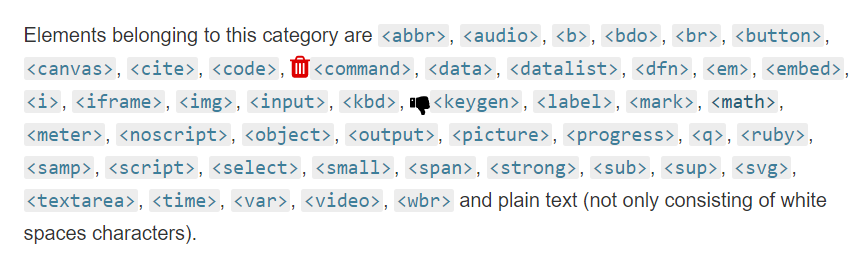 Elements belonging to this category are <abbr>, <audio>, <b>, <bdo>, <br>, <button>,
<canvas>, <cite>, <code>, <command>, <data>, <datalist>, <dfn>, <em>, <embed>,
<i>, <iframe>, <img>, <input>, <kbd>, <keygen>, <label>, <mark>, <math>,
<meter>, <noscript>, <object>, <output>, <picture>, <progress>, <q>, <ruby>,
<samp>, <script>, <select>, <small>, <span>, <strong>, <sub>, <sup>, <svg>,
<textarea>, <time>, <var>, <video>, <wbr> and plain text (not only consisting of white
spaces characters).